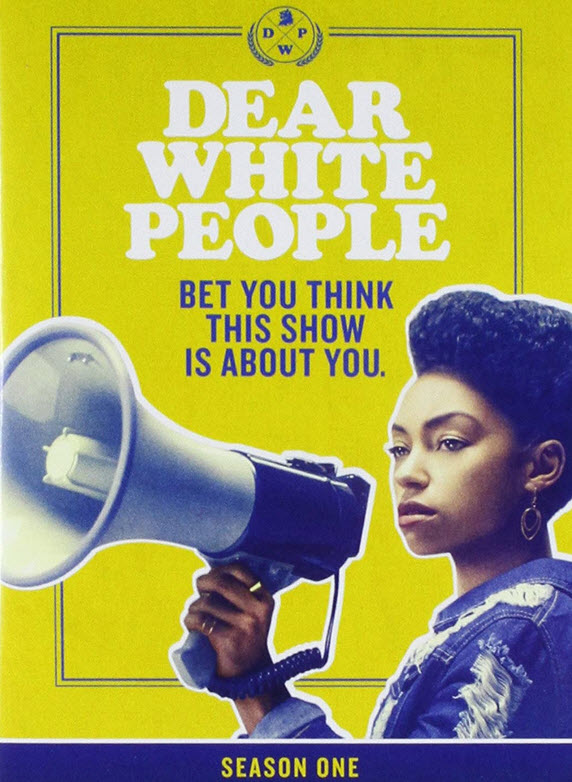 D P
W
DEAR
WHITE
PEOPLE
BET YOU THINK
THIS SHOW
IS ABOUT YOU.
SEASON ONE